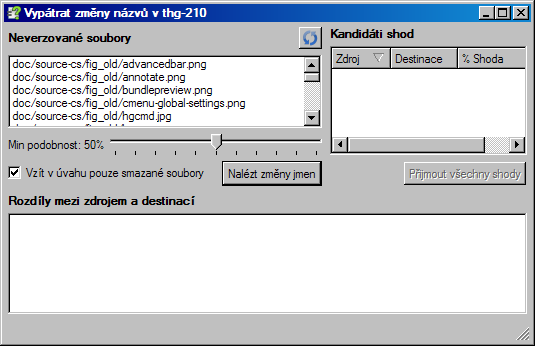 Vypátrat změny názvů v thg-210
Neverzované soubory
doc/source-cs/fig_old/advancedbar.png
doc/source-cs/fig_old/annotate.png
doc/source-cs/fig_old/bundlepreview.png
doc/source-cs/fig_old/cmenu-global-settings.png
doc/source-cs/fig_old/hgcmd.jpg
Min podobnost: 50%
Vzít v úvahu pouze smazané soubory
Nalézt změny jmen
Kandidáti shod
Zdroj Destinace % Shoda
Přijmout všechny shody
Rozdíly mezi zdrojem a destinací